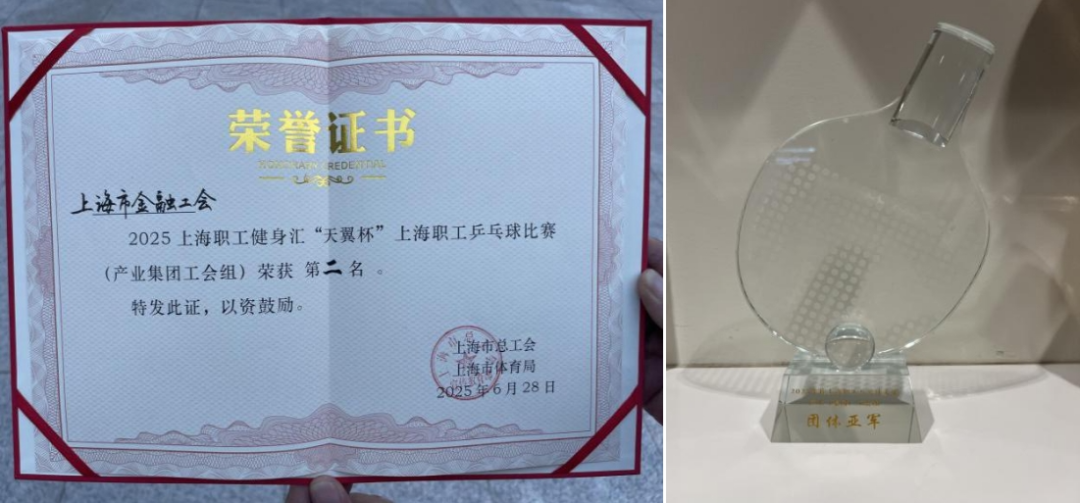 荣誉证书
HONORARY CREDENTIAL
上海市金融工会
2025 上海职工健身汇“天翼杯”上海职工乒乓球比赛
(产业集团工会组) 荣获 第二名 。
特发此证，以资鼓励。
上海市总工会
上海市体育局
2025 年 6 月 28 日
团体亚军